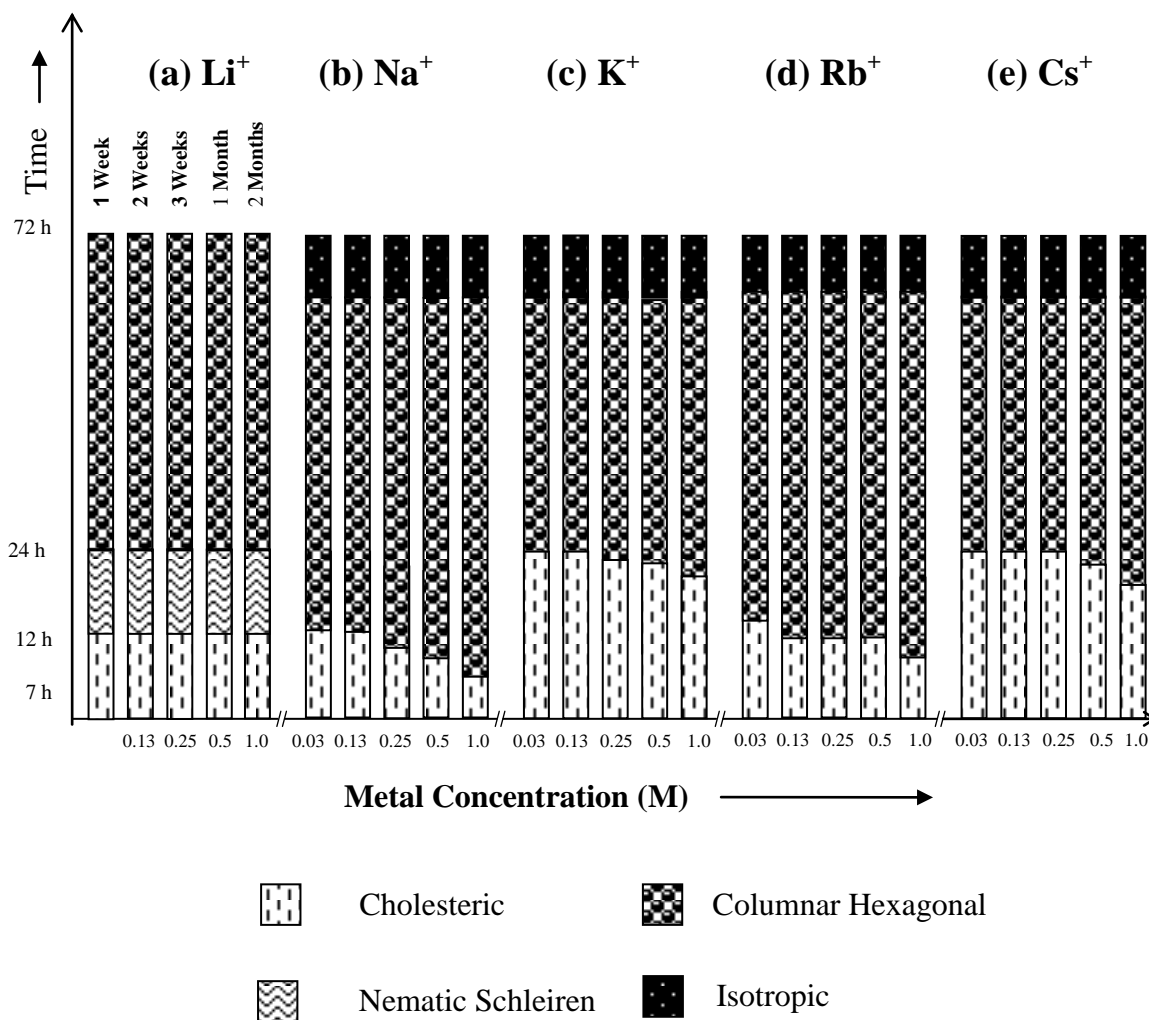 (a) Li+ (b) Na+ (c) K+ (d) Rb+ (e) Cs+
Time
1 Week
2 Weeks
3 Weeks
1 Month
2 Months
72 h
24 h
12 h
7 h
0.13 0.25 0.5 1.0 0.03 0.13 0.25 0.5 1.0 0.03 0.13 0.25 0.5 1.0 0.03 0.13 0.25 0.5 1.0 0.03 0.13 0.25 0.5 1.0
Metal Concentration (M)
Cholesteric Columnar Hexagonal
Nematic Schleiren Isotropic